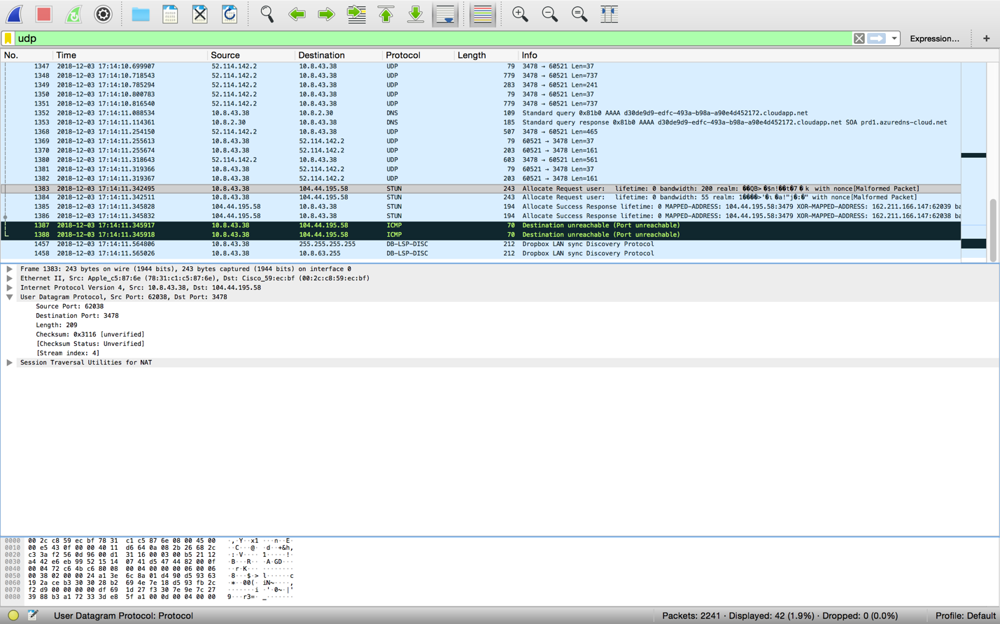 udp
Expression...
+
No. Time Source Destination Protocol Length Info
1347 2018-12-03 17:14:10.699907 52.114.142.2 10.8.43.38 UDP 79 3478 → 60521 Len=37
1348 2018-12-03 17:14:10.718543 52.114.142.2 10.8.43.38 UDP 779 3478 → 60521 Len=737
1349 2018-12-03 17:14:10.785294 52.114.142.2 10.8.43.38 UDP 283 3478 → 60521 Len=241
1350 2018-12-03 17:14:10.800783 52.114.142.2 10.8.43.38 UDP 79 3478 → 60521 Len=37
1351 2018-12-03 17:14:10.816540 52.114.142.2 10.8.43.38 UDP 779 3478 → 60521 Len=737
1352 2018-12-03 17:14:11.088534 10.8.43.38 10.8.2.30 DNS 109 Standard query 0x81b0 AAAA d30de9d9-edfc-493a-b98a-a90e4d452172.cloudapp.net
1353 2018-12-03 17:14:11.114361 10.8.2.30 10.8.43.38 DNS 185 Standard query response 0x81b0 AAAA d30de9d9-edfc-493a-b98a-a90e4d452172.cloudapp.net SOA prd1.azuredns-cloud.net
1368 2018-12-03 17:14:11.254150 52.114.142.2 10.8.43.38 UDP 507 3478 → 60521 Len=465
1369 2018-12-03 17:14:11.255613 10.8.43.38 52.114.142.2 UDP 79 60521 → 3478 Len=37
1370 2018-12-03 17:14:11.255674 10.8.43.38 52.114.142.2 UDP 203 60521 → 3478 Len=161
1380 2018-12-03 17:14:11.318643 52.114.142.2 10.8.43.38 UDP 603 3478 → 60521 Len=561
1381 2018-12-03 17:14:11.319366 10.8.43.38 52.114.142.2 UDP 79 60521 → 3478 Len=37
1382 2018-12-03 17:14:11.319367 10.8.43.38 52.114.142.2 UDP 203 60521 → 3478 Len=161
1383 2018-12-03 17:14:11.342495 10.8.43.38 104.44.195.58 STUN 243 Allocate Request user: lifetime: 0 bandwidth: 200 realm: with nonce[Malformed Packet]
1384 2018-12-03 17:14:11.342511 10.8.43.38 104.44.195.58 STUN 243 Allocate Request user: lifetime: 0 bandwidth: 55 realm: with nonce[Malformed Packet]
1385 2018-12-03 17:14:11.345828 104.44.195.58 10.8.43.38 STUN 194 Allocate Success Response lifetime: 0 MAPPED-ADDRESS: 104.44.195.58:3479 XOR-MAPPED-ADDRESS: 162.211.166.147:62039 ba
1386 2018-12-03 17:14:11.345832 104.44.195.58 10.8.43.38 STUN 194 Allocate Success Response lifetime: 0 MAPPED-ADDRESS: 104.44.195.58:3479 XOR-MAPPED-ADDRESS: 162.211.166.147:62038 ba
1387 2018-12-03 17:14:11.345917 10.8.43.38 104.44.195.58 ICMP 70 Destination unreachable (Port unreachable)
1388 2018-12-03 17:14:11.345918 10.8.43.38 104.44.195.58 ICMP 70 Destination unreachable (Port unreachable)
1457 2018-12-03 17:14:11.564806 10.8.43.38 255.255.255.255 DB-LSP-DISC 212 Dropbox LAN sync Discovery Protocol
1458 2018-12-03 17:14:11.565026 10.8.43.38 10.8.63.255 DB-LSP-DISC 212 Dropbox LAN sync Discovery Protocol
Frame 1383: 243 bytes on wire (1944 bits), 243 bytes captured (1944 bits) on interface 0
Ethernet II, Src: Apple_c5:87:6e (78:31:c1:c5:87:6e), Dst: Cisco_59:ec:bf (00:2c:c8:59:ec:bf)
Internet Protocol Version 4, Src: 10.8.43.38, Dst: 104.44.195.58
User Datagram Protocol, Src Port: 62038, Dst Port: 3478
Source Port: 62038
Destination Port: 3478
Length: 209
Checksum: 0x3116 [unverified]
[Checksum Status: Unverified]
[Stream index: 4]
Session Traversal Utilities for NAT
0000 00 2c c8 59 ec bf 78 31 c1 c5 87 6e 08 00 45 00 ·,·Y··x1 ···n··E·
0010 00 e5 43 0f 00 00 40 11 d6 64 0a 08 2b 26 68 2c ··C···@· ·d··+&h,
0020 c3 3a f2 56 0d 96 00 d1 31 16 00 03 00 b5 21 12 ·:·V···· 1·····!·
0030 a4 42 e6 eb 99 52 15 14 07 41 d5 47 44 82 00 0f ·B···R·· ·A·GD···
0040 00 04 72 c6 4b c6 80 08 00 04 00 00 00 06 00 06 ··r·K··· ········
0050 00 38 02 00 00 24 a1 3e 6c 8a 01 d4 90 d5 93 63 ·8···$·> l······c
0060 19 2a ce b3 30 30 28 b2 69 4e 7e 18 d5 93 fb 2c ·*··00(· iN~····,
0070 f2 d9 00 00 00 00 df 69 1d 27 f3 30 7e 9e 7c 27 ·······i ·'·0~·|'
0080 39 88 b3 a1 72 33 3d e8 5f a1 00 0d 00 04 00 00 9···r3=· _·······
User Datagram Protocol: Protocol
Packets: 2241 · Displayed: 42 (1.9%) · Dropped: 0 (0.0%)
Profile: Default